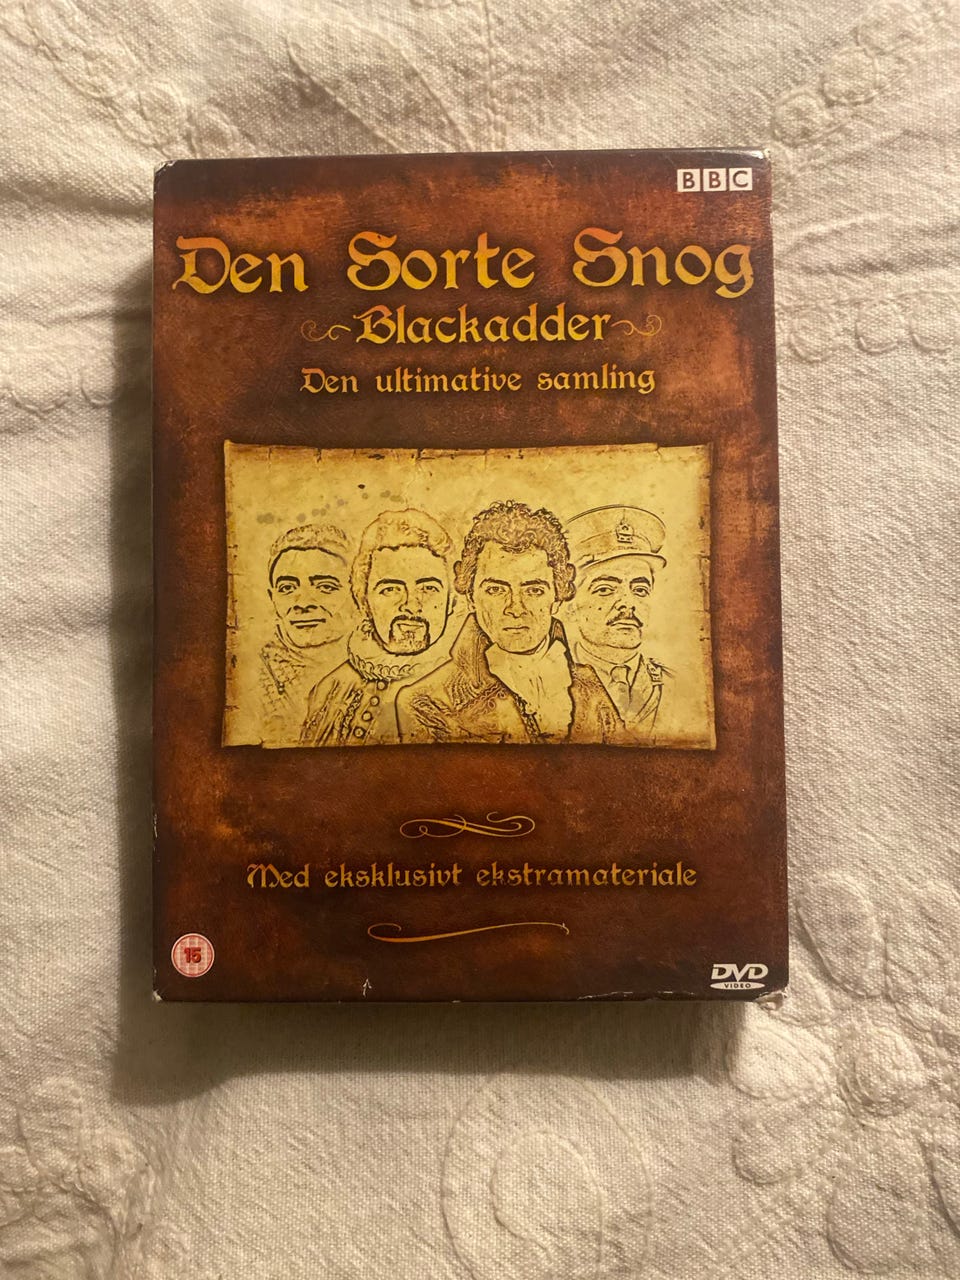 BBC
Den Sorte Snog
Blackadder
Den ultimative samling
Med eksklusivt ekstramateriale
15
DVD
VIDEO